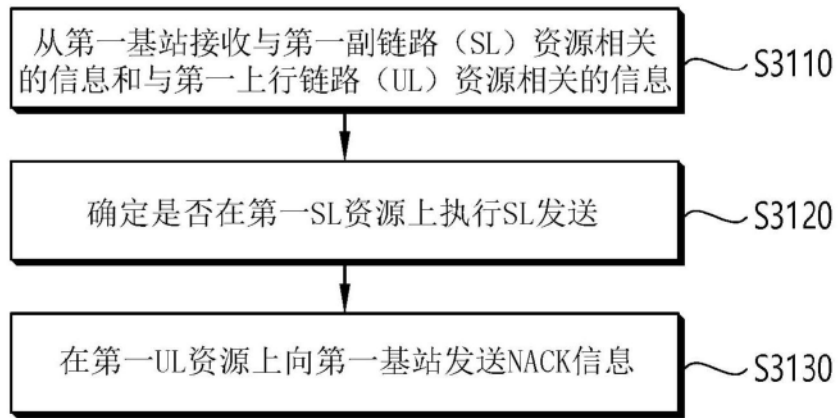 从第一基站接收与第一副链路（SL）资源相关
的信息和与第一上行链路（UL）资源相关的信息
S3110
确定是否在第一SL资源上执行SL发送
S3120
在第一UL资源上向第一基站发送NACK信息
S3130